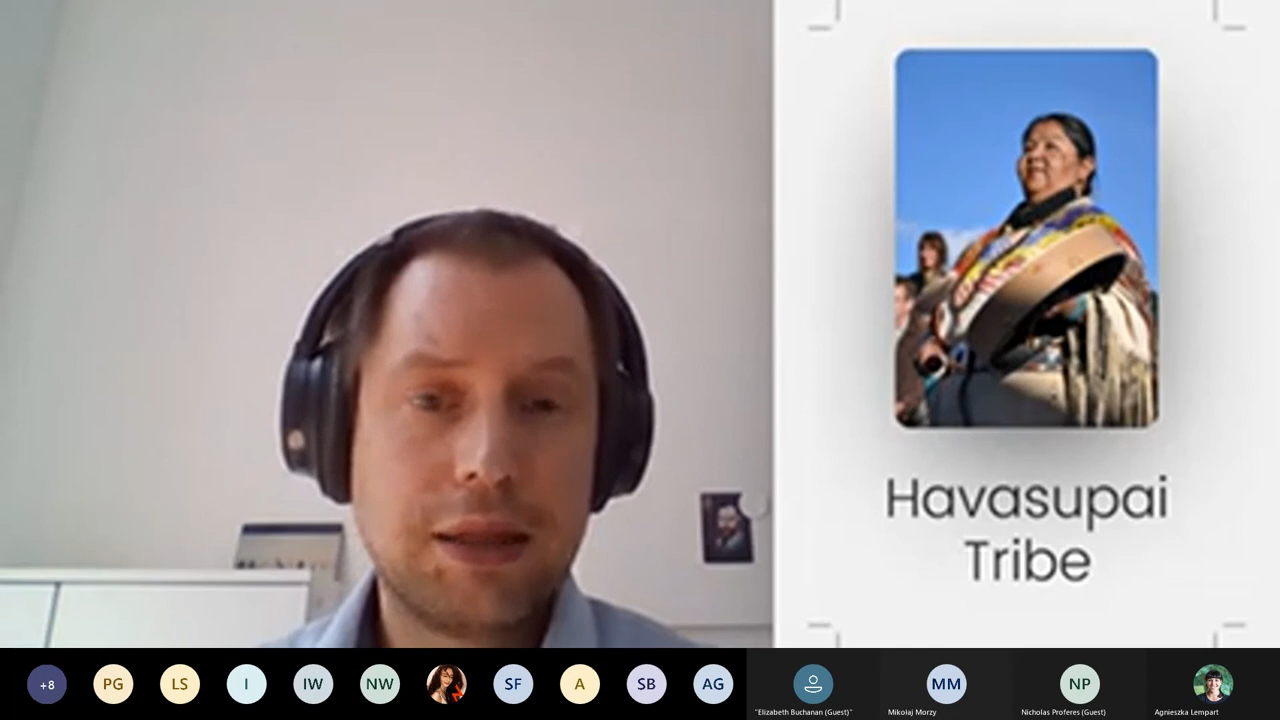 Havasupai
Tribe
+8
PG
LS
I
IW
NW
SF
A
SB
AG
"Elizabeth Buchanan (Guest)"
MM
Mikołaj Morzy
NP
Nicholas Proferes (Guest)
Agnieszka Lempart